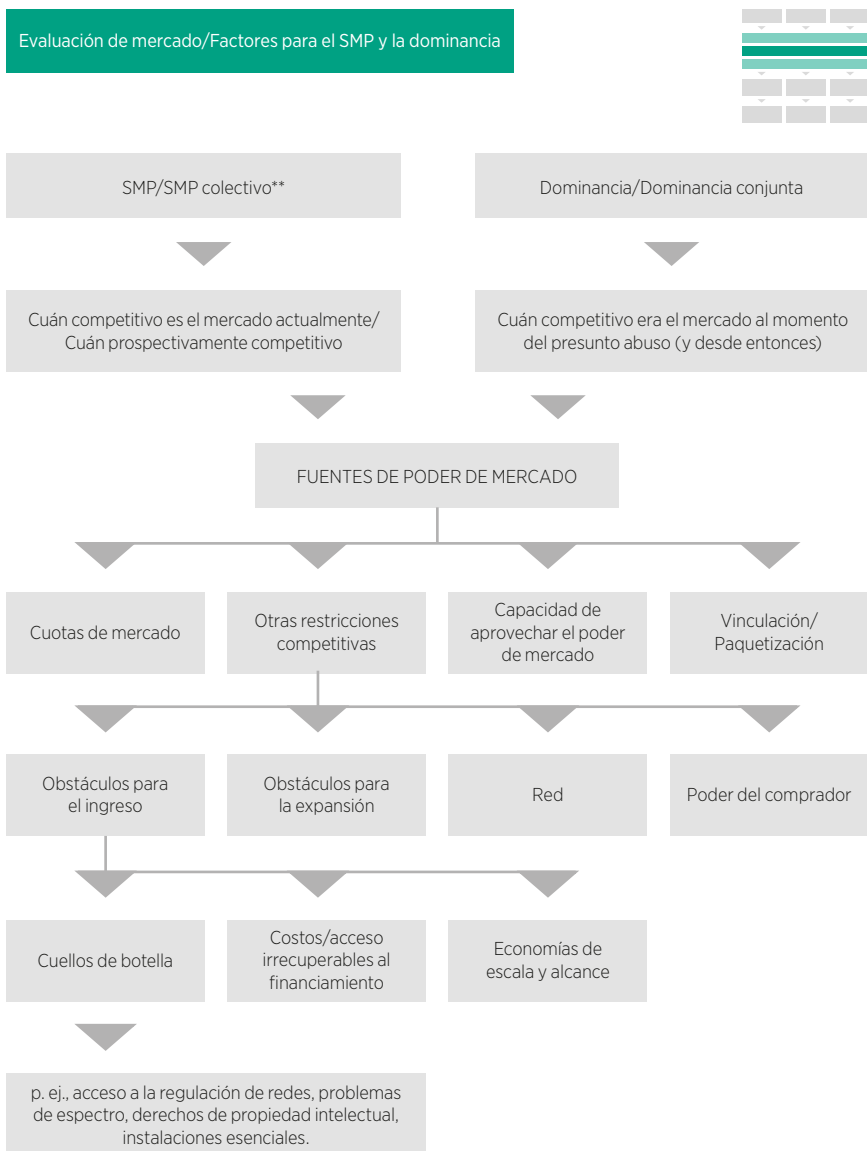 Evaluación de mercado/Factores para el SMP y la dominancia
SMP/SMP colectivo**
Dominancia/Dominancia conjunta
Cuán competitivo es el mercado actualmente/
Cuán prospectivamente competitivo
Cuán competitivo era el mercado al momento
del presunto abuso (y desde entonces)
FUENTES DE PODER DE MERCADO
Cuotas de mercado
Otras restricciones
competitivas
Capacidad de
aprovechar el poder
de mercado
Vinculación/
Paquetización
Obstáculos para
el ingreso
Obstáculos para
la expansión
Red
Poder del comprador
Cuellos de botella
Costos/acceso
irrecuperables al
financiamiento
Economías de
escala y alcance
p. ej., acceso a la regulación de redes, problemas
de espectro, derechos de propiedad intelectual,
instalaciones esenciales.